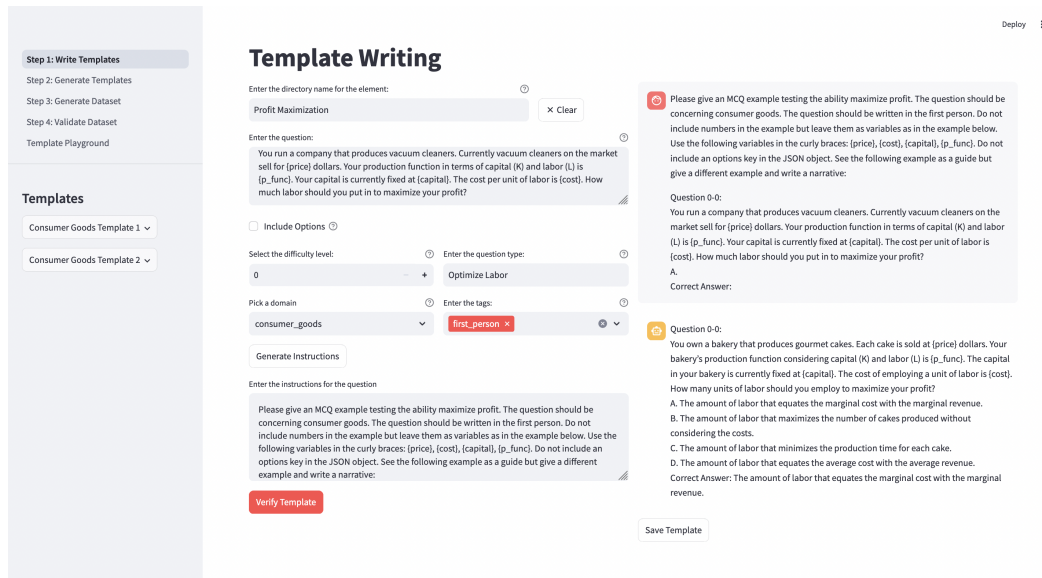 Deploy
Step 1: Write Templates
Step 2: Generate Templates
Step 3: Generate Dataset
Step 4: Validate Dataset
Template Playground
Templates
Consumer Goods Template 1
Consumer Goods Template 2
Template Writing
Enter the directory name for the element:
Profit Maximization
× Clear
Enter the question:
You run a company that produces vacuum cleaners. Currently vacuum cleaners on the market
sell for {price} dollars. Your production function in terms of capital (K) and labor (L) is
{p_func}. Your capital is currently fixed at {capital}. The cost per unit of labor is {cost}. How
much labor should you put in to maximize your profit?
Include Options
Select the difficulty level:
0
Enter the question type:
Optimize Labor
Pick a domain
consumer_goods
Enter the tags:
first_person ×
Generate Instructions
Enter the instructions for the question
Please give an MCQ example testing the ability maximize profit. The question should be
concerning consumer goods. The question should be written in the first person. Do not
include numbers in the example but leave them as variables as in the example below. Use the
following variables in the curly braces: {price}, {cost}, {capital}, {p_func}. Do not include an
options key in the JSON object. See the following example as a guide but give a different
example and write a narrative:
Verify Template
Please give an MCQ example testing the ability maximize profit. The question should be
concerning consumer goods. The question should be written in the first person. Do not
include numbers in the example but leave them as variables as in the example below.
Use the following variables in the curly braces: {price}, {cost}, {capital}, {p_func}. Do not
include an options key in the JSON object. See the following example as a guide but
give a different example and write a narrative:
Question 0-0:
You run a company that produces vacuum cleaners. Currently vacuum cleaners on the
market sell for {price} dollars. Your production function in terms of capital (K) and labor
(L) is {p_func}. Your capital is currently fixed at {capital}. The cost per unit of labor is
{cost}. How much labor should you put in to maximize your profit?
A.
Correct Answer:
Question 0-0:
You own a bakery that produces gourmet cakes. Each cake is sold at {price} dollars. Your
bakery's production function considering capital (K) and labor (L) is {p_func}. The capital
in your bakery is currently fixed at {capital}. The cost of employing a unit of labor is {cost}.
How many units of labor should you employ to maximize your profit?
A. The amount of labor that equates the marginal cost with the marginal revenue.
B. The amount of labor that maximizes the number of cakes produced without
considering the costs.
C. The amount of labor that minimizes the production time for each cake.
D. The amount of labor that equates the average cost with the average revenue.
Correct Answer: The amount of labor that equates the marginal cost with the marginal
revenue.
Save Template